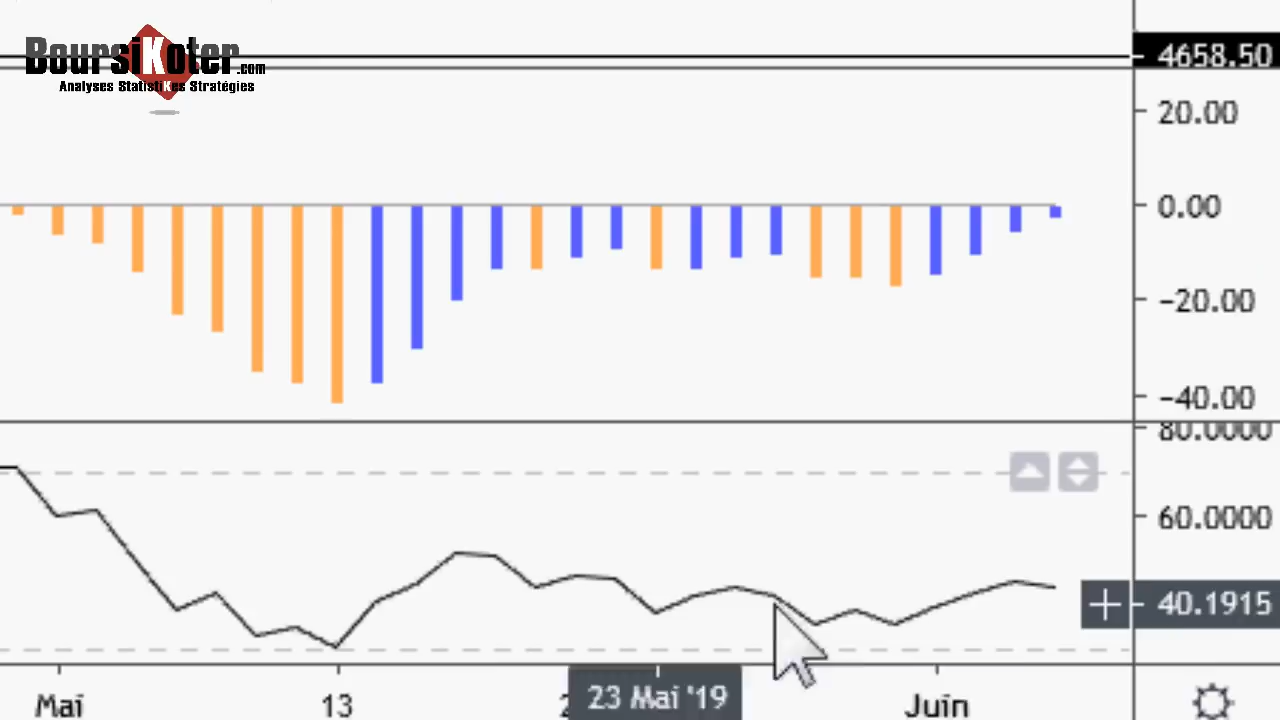 BoursiKoter.com
Analyses StatistiKes Stratégies
4658.50
20.00
0.00
-20.00
-40.00
80.0000
60.0000
40.1915
Mai
13
23 Mai '19
Juin